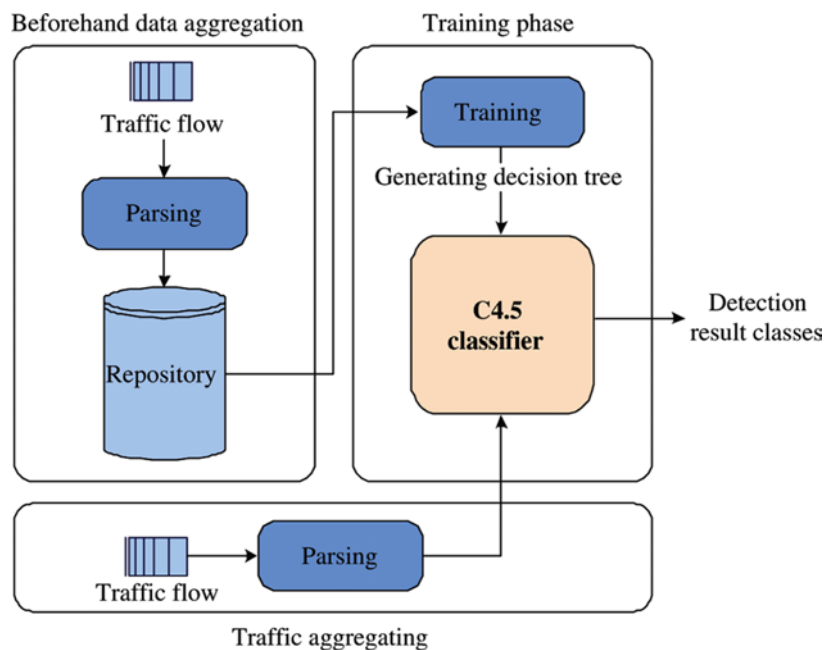 Beforehand data aggregation
Training phase
Traffic flow
Parsing
Repository
Training
Generating decision tree
C4.5
classifier
Detection
result classes
Traffic flow
Parsing
Traffic aggregating